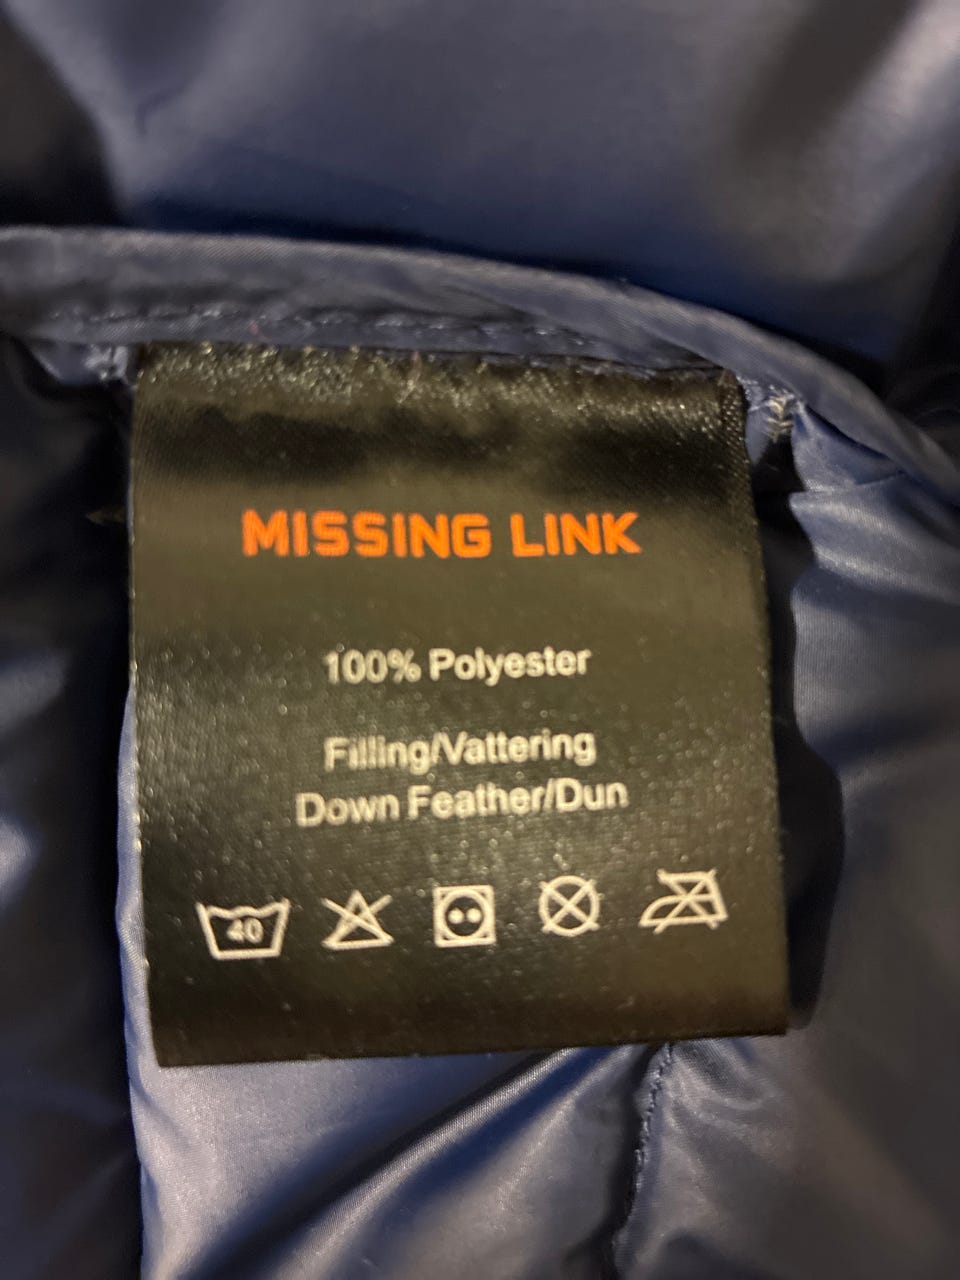 MISSING LINK
100% Polyester
Filling/Vattering
Down Feather/Dun
40